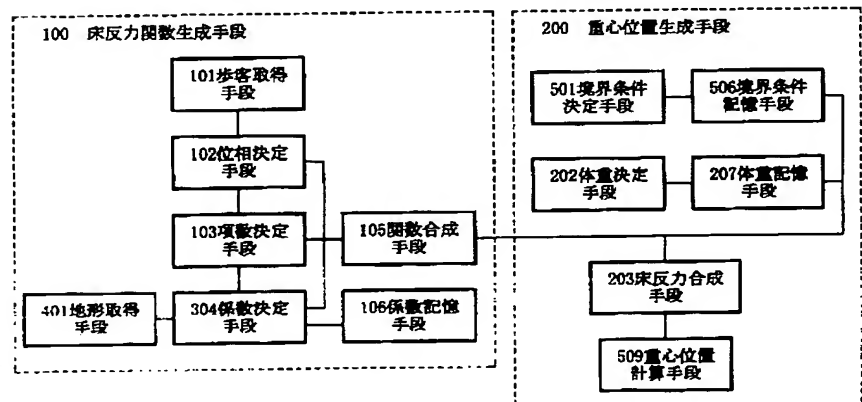 100 床反力関数生成手段
101歩容取得
手段
102位相決定
手段
103項数決定
手段
105関数合成
手段
401地形取得
手段
304係数決定
手段
106係数記憶
手段
200 重心位置生成手段
501境界条件
決定手段
506境界条件
記憶手段
202体重決定
手段
207体重記憶
手段
203床反力合成
手段
509重心位置
計算手段